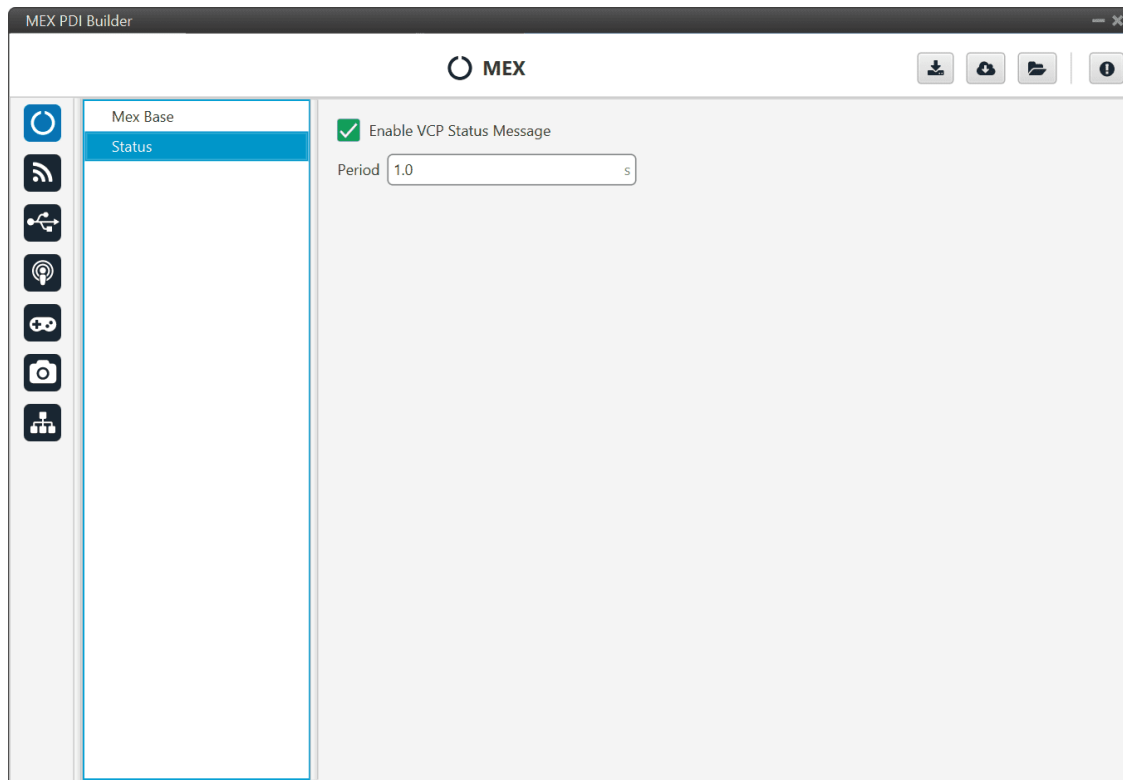 MEX PDI Builder
MEX
Mex Base
Status
Enable VCP Status Message
Period 1.0 s